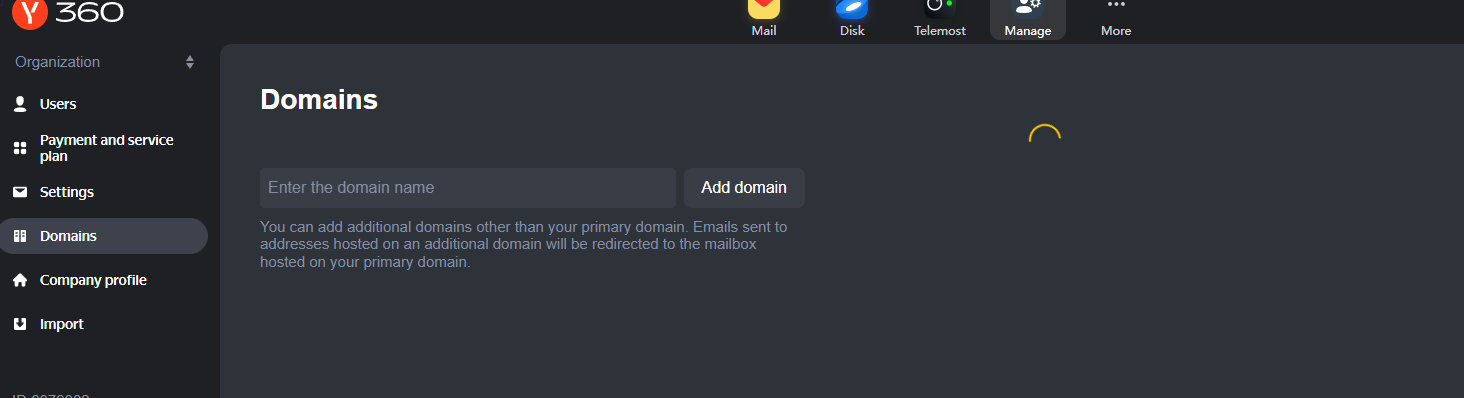 360
Mail
Disk
Telemost
Manage
More
Organization
Users
Payment and service
plan
Settings
Domains
Company profile
Import
Domains
Enter the domain name
Add domain
You can add additional domains other than your primary domain. Emails sent to
addresses hosted on an additional domain will be redirected to the mailbox
hosted on your primary domain.